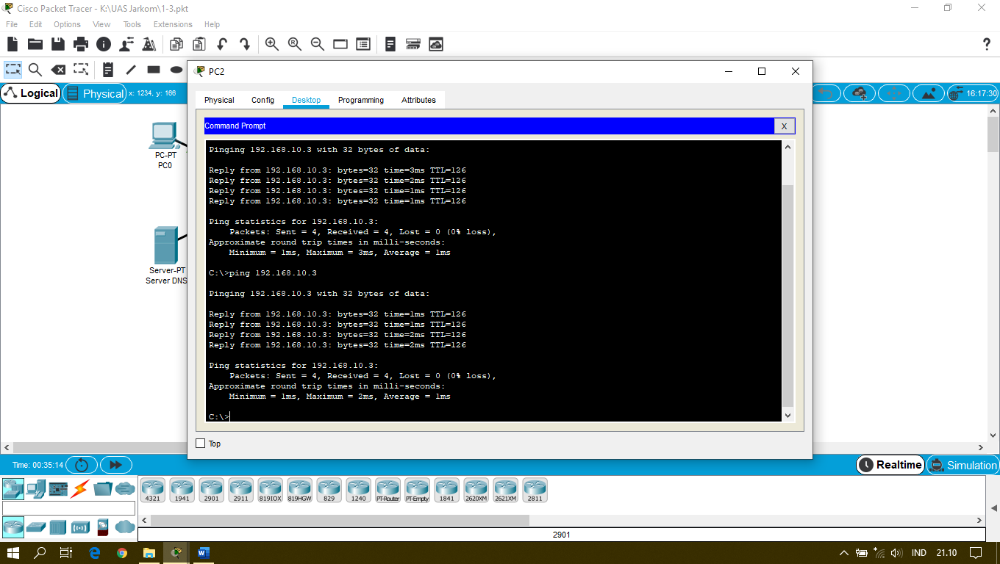 Cisco Packet Tracer - K:\UAS Jarkom\1-3.pkt
File Edit Options View Tools Extensions Help
?
Logical Physical x: 1234, y: 166
16:17:30
PC-PT
PC0
Server-PT
Server DNS
PC2
Physical Config Desktop Programming Attributes
Command Prompt
X
Pinging 192.168.10.3 with 32 bytes of data:
Reply from 192.168.10.3: bytes=32 time=3ms TTL=126
Reply from 192.168.10.3: bytes=32 time=2ms TTL=126
Reply from 192.168.10.3: bytes=32 time=1ms TTL=126
Reply from 192.168.10.3: bytes=32 time=1ms TTL=126
Ping statistics for 192.168.10.3:
Packets: Sent = 4, Received = 4, Lost = 0 (0% loss),
Approximate round trip times in milli-seconds:
Minimum = 1ms, Maximum = 3ms, Average = 1ms
C:\>ping 192.168.10.3
Pinging 192.168.10.3 with 32 bytes of data:
Reply from 192.168.10.3: bytes=32 time=1ms TTL=126
Reply from 192.168.10.3: bytes=32 time=1ms TTL=126
Reply from 192.168.10.3: bytes=32 time=2ms TTL=126
Reply from 192.168.10.3: bytes=32 time=2ms TTL=126
Ping statistics for 192.168.10.3:
Packets: Sent = 4, Received = 4, Lost = 0 (0% loss),
Approximate round trip times in milli-seconds:
Minimum = 1ms, Maximum = 2ms, Average = 1ms
C:\>
Top
Time: 00:35:14
Realtime Simulation
4321 1941 2901 2911 819IOX 819HGW 829 1240 PT-Router PT-Empty 1841 2620XM 2621XM 2811
2901
IND 21.10